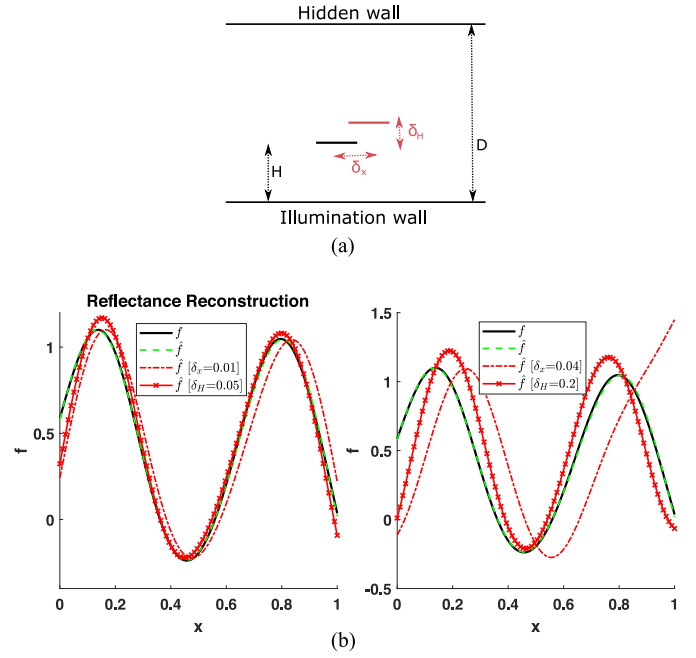 Hidden wall
δH
D
H
δx
Illumination wall
(a)
Reflectance Reconstruction
f
f̂
f̂ [δx=0.01]
f̂ [δH=0.05]
1
0.5
0
f
0 0.2 0.4 0.6 0.8 1
x
f
f̂
f̂ [δx=0.04]
f̂ [δH=0.2]
1.5
1
0.5
0
-0.5
f
0 0.2 0.4 0.6 0.8 1
x
(b)